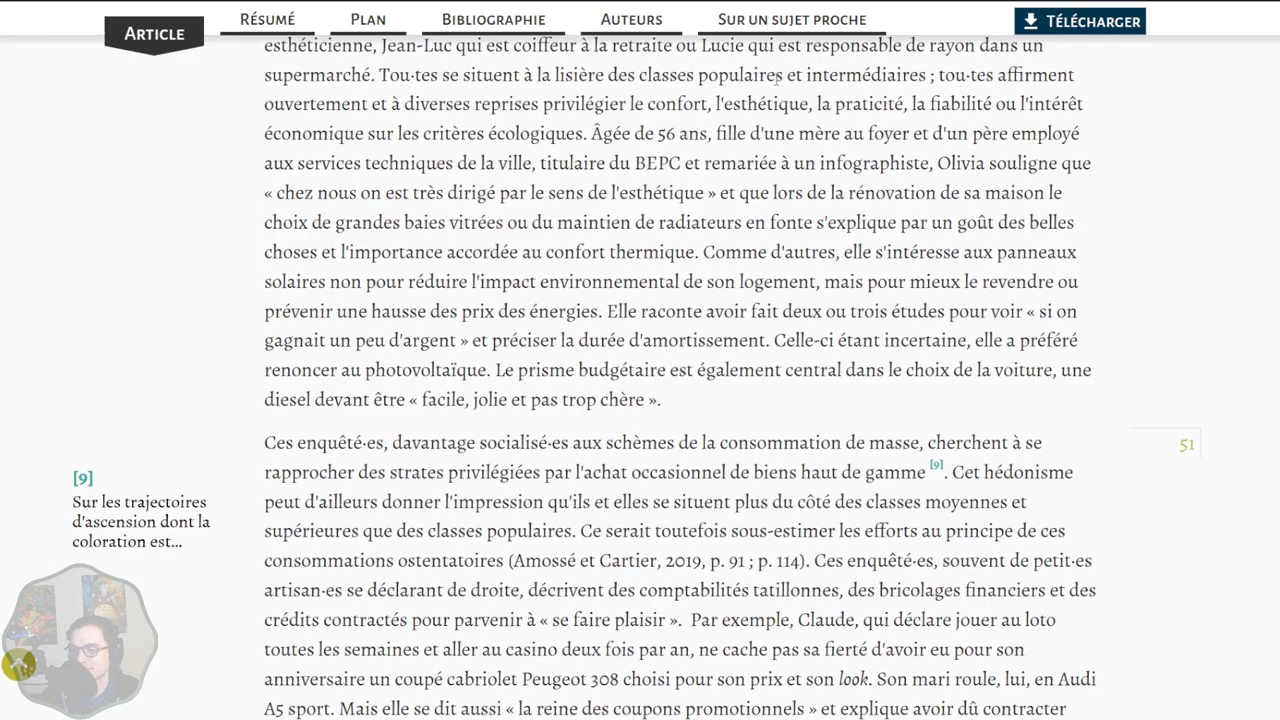 ARTICLE
RÉSUMÉ
PLAN
BIBLIOGRAPHIE
AUTEURS
SUR UN SUJET PROCHE
TÉLÉCHARGER
esthéticienne, Jean-Luc qui est coiffeur à la retraite ou Lucie qui est responsable de rayon dans un
supermarché. Tou·tes se situent à la lisière des classes populaires et intermédiaires ; tou·tes affirment
ouvertement et à diverses reprises privilégier le confort, l'esthétique, la praticité, la fiabilité ou l'intérêt
économique sur les critères écologiques. Âgée de 56 ans, fille d'une mère au foyer et d'un père employé
aux services techniques de la ville, titulaire du BEPC et remariée à un infographiste, Olivia souligne que
« chez nous on est très dirigé par le sens de l'esthétique » et que lors de la rénovation de sa maison le
choix de grandes baies vitrées ou du maintien de radiateurs en fonte s'explique par un goût des belles
choses et l'importance accordée au confort thermique. Comme d'autres, elle s'intéresse aux panneaux
solaires non pour réduire l'impact environnemental de son logement, mais pour mieux le revendre ou
prévenir une hausse des prix des énergies. Elle raconte avoir fait deux ou trois études pour voir « si on
gagnait un peu d'argent » et préciser la durée d'amortissement. Celle-ci étant incertaine, elle a préféré
renoncer au photovoltaïque. Le prisme budgétaire est également central dans le choix de la voiture, une
diesel devant être « facile, jolie et pas trop chère ».
Ces enquêté·es, davantage socialisé·es aux schèmes de la consommation de masse, cherchent à se
rapprocher des strates privilégiées par l'achat occasionnel de biens haut de gamme [9]. Cet hédonisme
peut d'ailleurs donner l'impression qu'ils et elles se situent plus du côté des classes moyennes et
supérieures que des classes populaires. Ce serait toutefois sous-estimer les efforts au principe de ces
consommations ostentatoires (Amossé et Cartier, 2019, p. 91 ; p. 114). Ces enquêté·es, souvent de petit·es
artisan·es se déclarant de droite, décrivent des comptabilités tatillonnes, des bricolages financiers et des
crédits contractés pour parvenir à « se faire plaisir ». Par exemple, Claude, qui déclare jouer au loto
toutes les semaines et aller au casino deux fois par an, ne cache pas sa fierté d'avoir eu pour son
anniversaire un coupé cabriolet Peugeot 308 choisi pour son prix et son look. Son mari roule, lui, en Audi
A5 sport. Mais elle se dit aussi « la reine des coupons promotionnels » et explique avoir dû contracter
51
[9]
Sur les trajectoires
d'ascension dont la
coloration est...